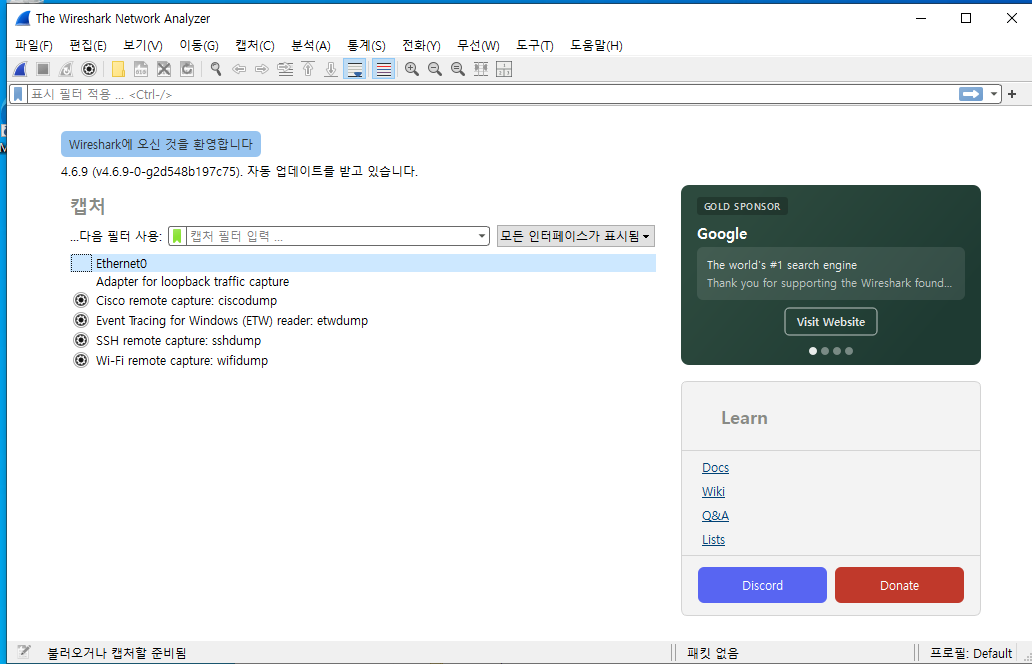 The Wireshark Network Analyzer
파일(F) 편집(E) 보기(V) 이동(G) 캡처(C) 분석(A) 통계(S) 전화(Y) 무선(W) 도구(T) 도움말(H)
표시 필터 적용 ... <Ctrl-/>
Wireshark에 오신 것을 환영합니다
4.6.9 (v4.6.9-0-g2d548b197c75). 자동 업데이트를 받고 있습니다.
캡처
...다음 필터 사용: 캡처 필터 입력 ... 모든 인터페이스가 표시됨
Ethernet0
Adapter for loopback traffic capture
Cisco remote capture: ciscodump
Event Tracing for Windows (ETW) reader: etwdump
SSH remote capture: sshdump
Wi-Fi remote capture: wifidump
GOLD SPONSOR
Google
The world's #1 search engine
Thank you for supporting the Wireshark found...
Visit Website
Learn
Docs
Wiki
Q&A
Lists
Discord Donate
불러오거나 캡처할 준비됨 패킷 없음 프로필: Default